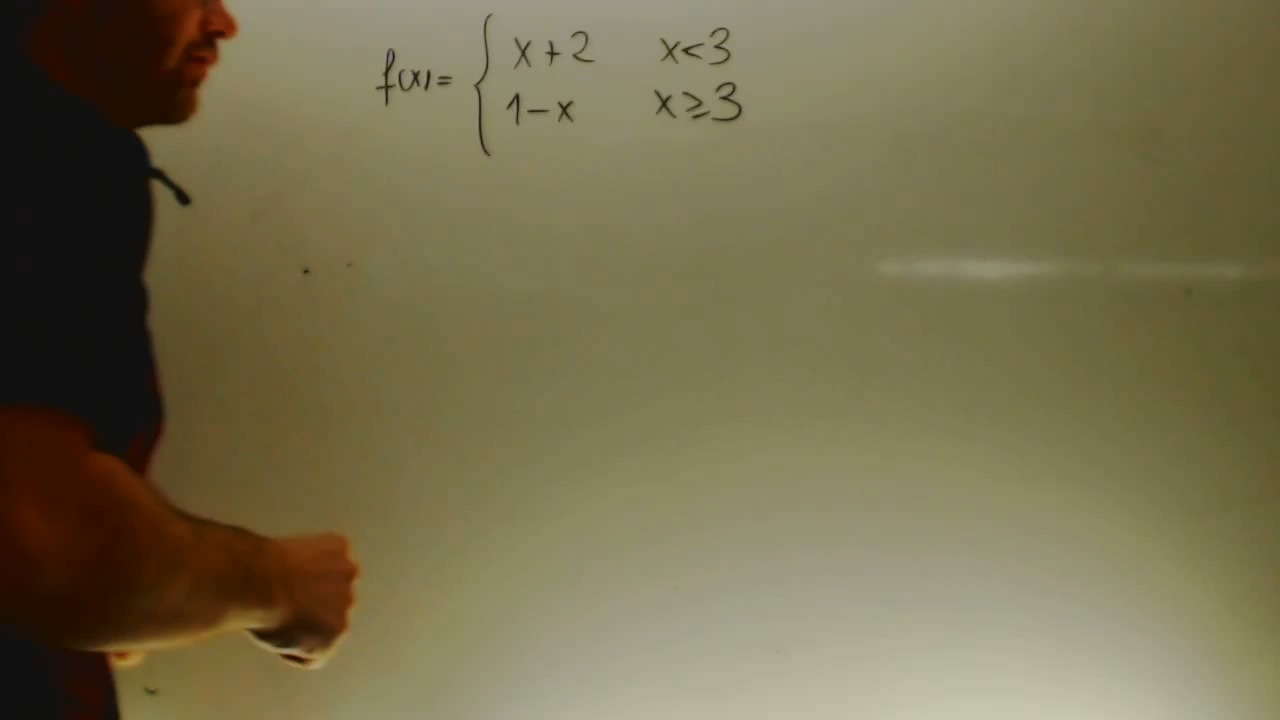 f(x)= { x+2 x<3
1-x x≥3